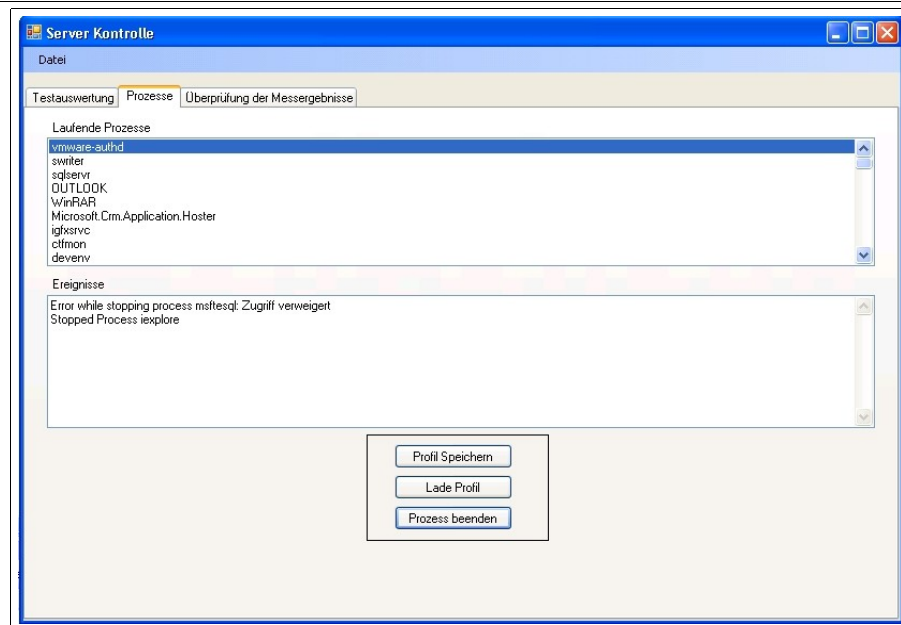 Server Kontrolle
Datei
Testauswertung Prozesse Überprüfung der Messergebnisse
Laufende Prozesse
vmware-authd
swriter
sqlservr
OUTLOOK
WinRAR
Microsoft.Crm.Application.Hoster
igfxsrvc
ctfmon
devenv
Ereignisse
Error while stopping process msftesql: Zugriff verweigert
Stopped Process iexplore
Profil Speichern
Lade Profil
Prozess beenden